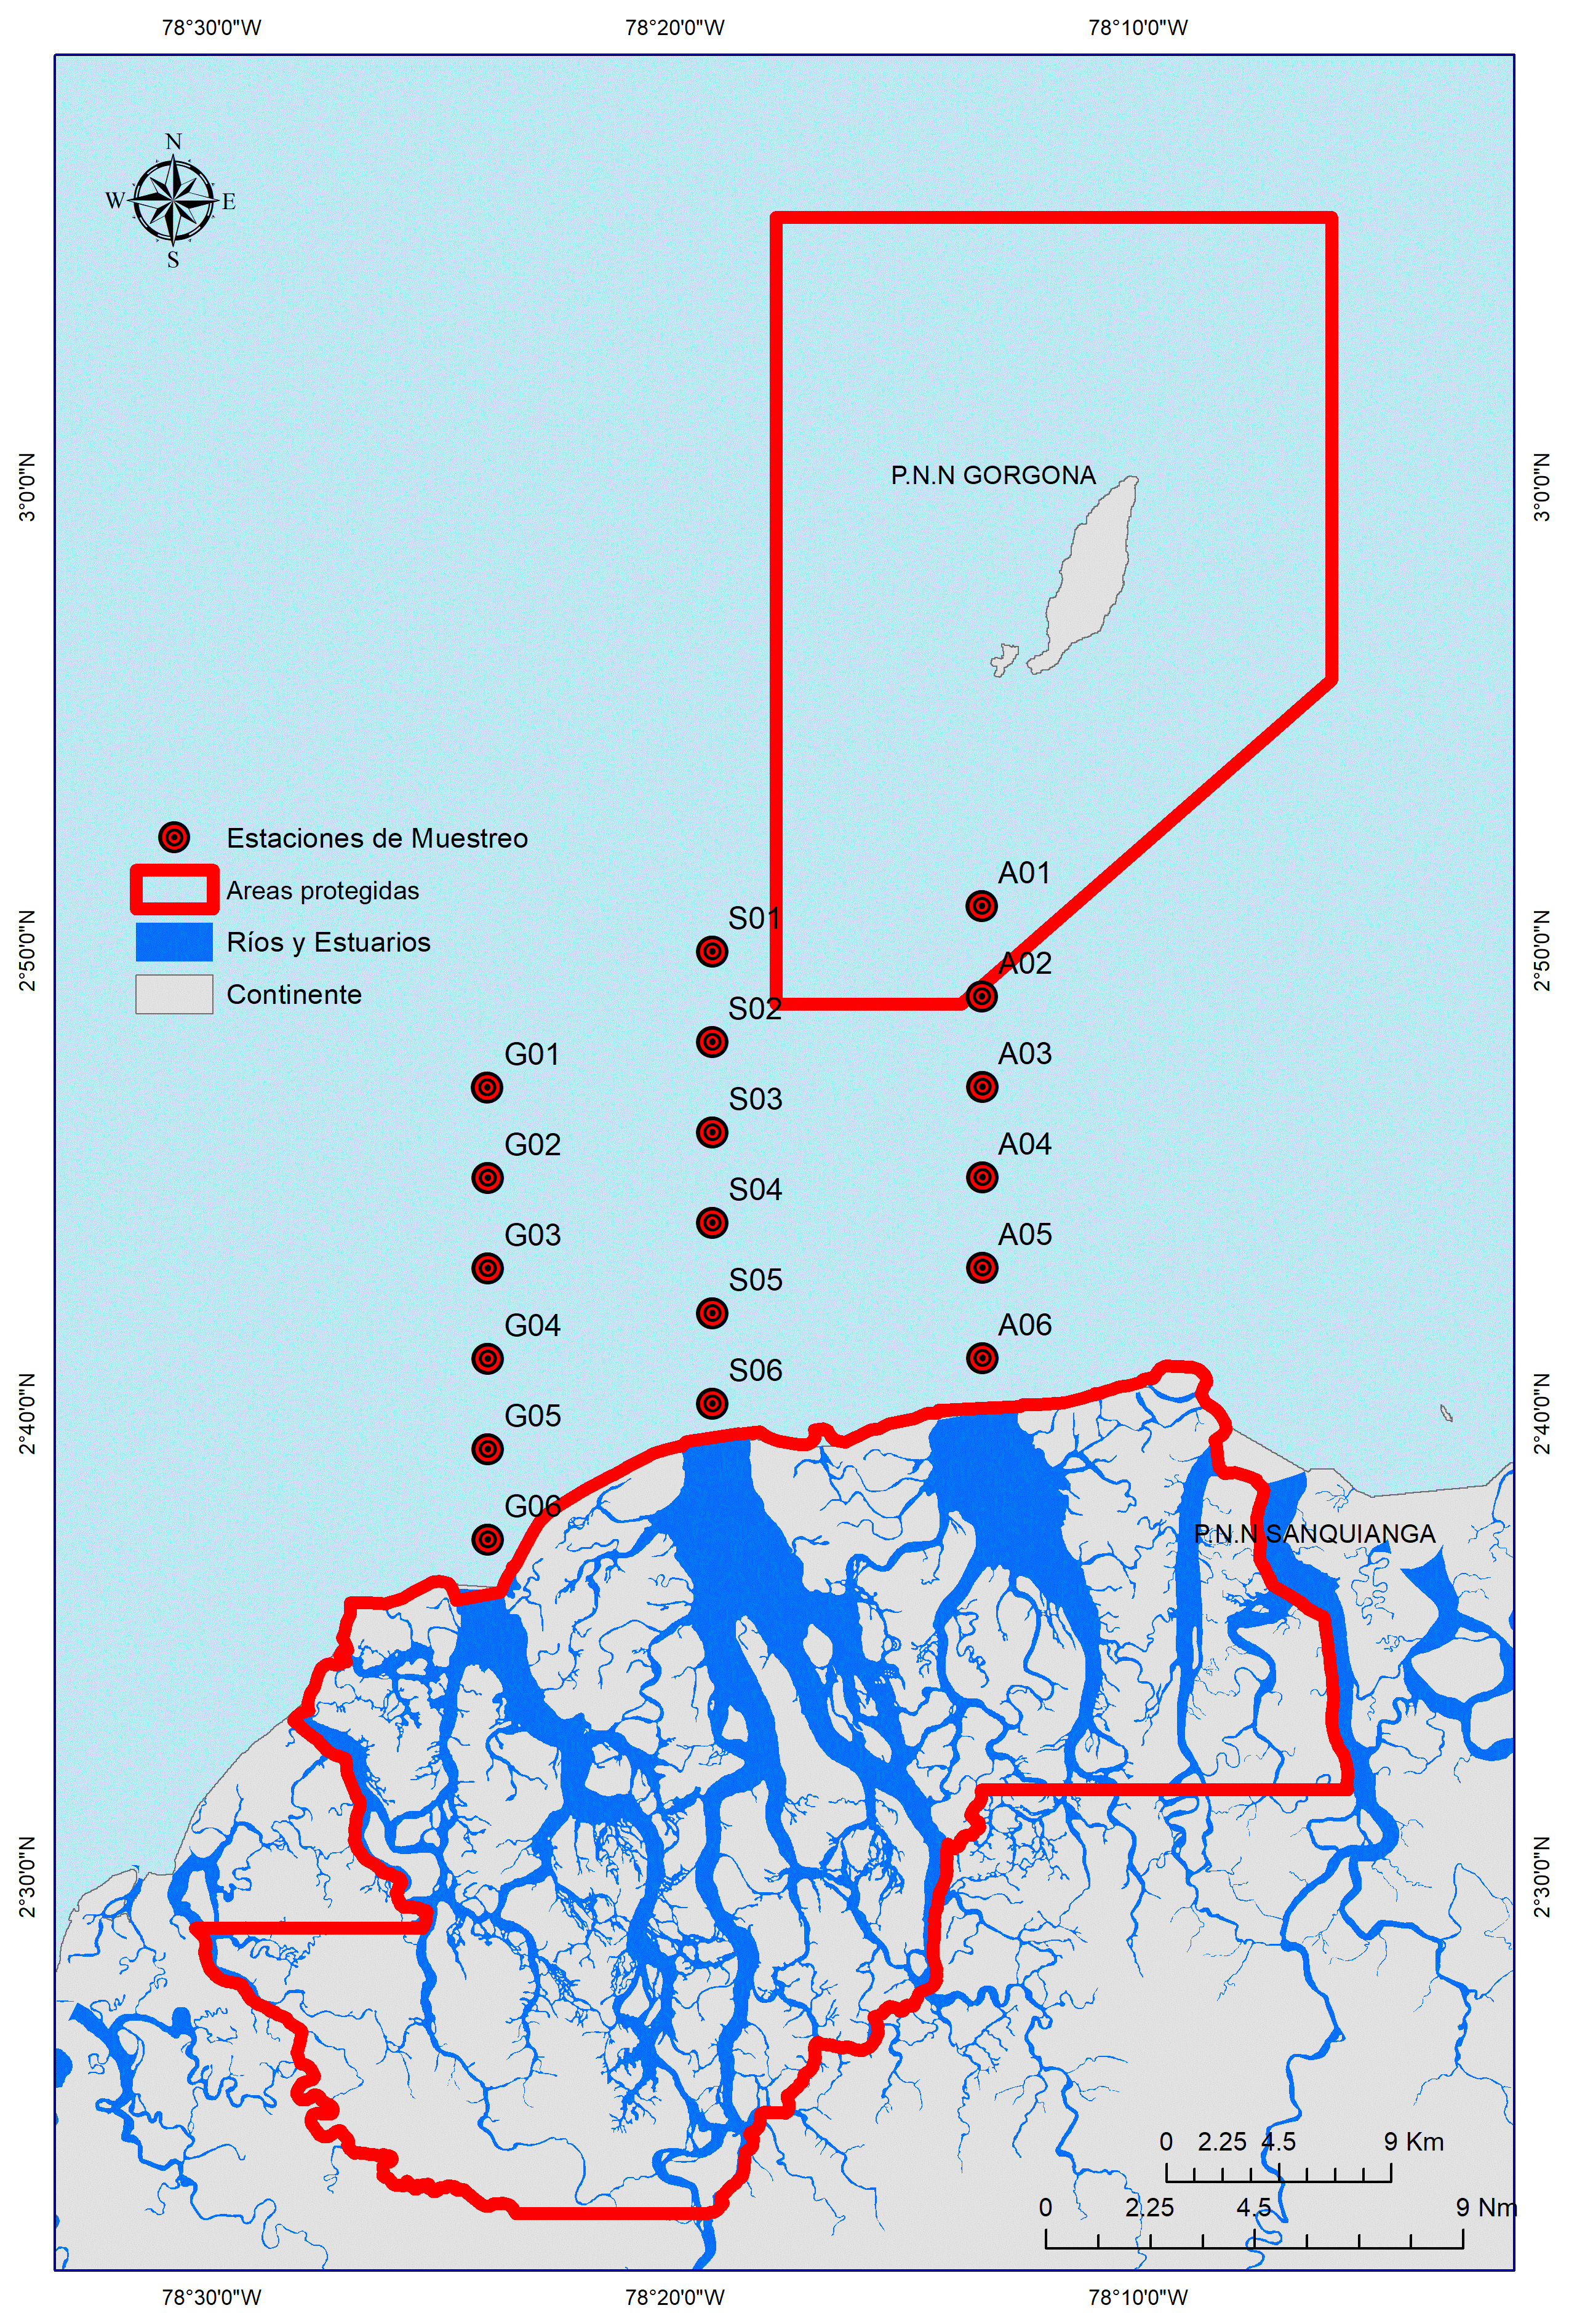 78°30'0"W 78°20'0"W 78°10'0"W
N
W E
S
P.N.N GORGONA
3°0'0"N 3°0'0"N
Estaciones de Muestreo
Areas protegidas
Ríos y Estuarios
Continente
A01
S01
2°50'0"N 2°50'0"N
A02
S02
G01 A03
S03
G02 A04
S04
G03 A05
S05
G04 A06
S06
2°40'0"N 2°40'0"N
G05
G06
P.N.N SANQUIANGA
2°30'0"N 2°30'0"N
0 2.25 4.5 9 Km
0 2.25 4.5 9 Nm
78°30'0"W 78°20'0"W 78°10'0"W